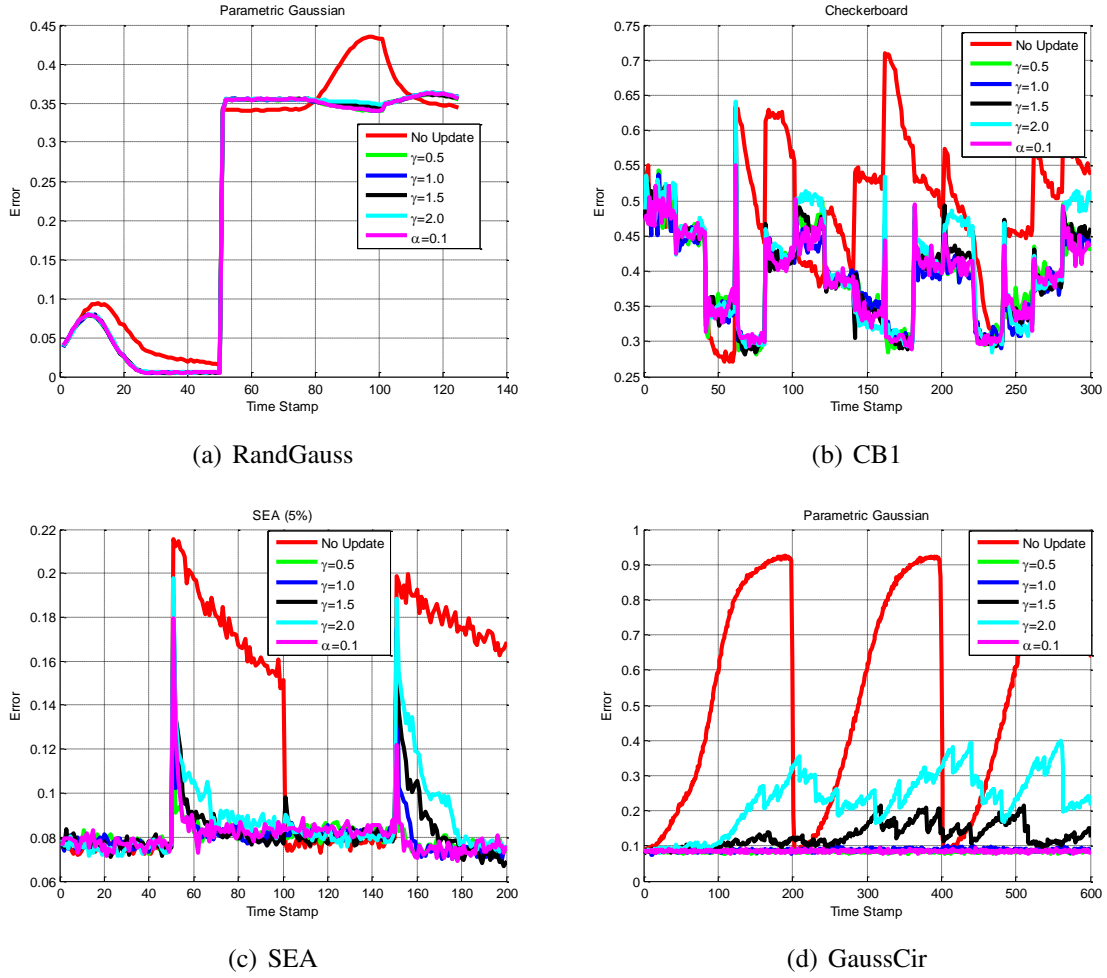 Parametric Gaussian
Error
0.45
0.4
0.35
0.3
0.25
0.2
0.15
0.1
0.05
0
0 20 40 60 80 100 120 140
Time Stamp
No Update
γ=0.5
γ=1.0
γ=1.5
γ=2.0
α=0.1
(a) RandGauss
Checkerboard
Error
0.75
0.7
0.65
0.6
0.55
0.5
0.45
0.4
0.35
0.3
0.25
0 50 100 150 200 250 300
Time Stamp
No Update
γ=0.5
γ=1.0
γ=1.5
γ=2.0
α=0.1
(b) CB1
SEA (5%)
Error
0.22
0.2
0.18
0.16
0.14
0.12
0.1
0.08
0.06
0 20 40 60 80 100 120 140 160 180 200
Time Stamp
No Update
γ=0.5
γ=1.0
γ=1.5
γ=2.0
α=0.1
(c) SEA
Parametric Gaussian
Error
1
0.9
0.8
0.7
0.6
0.5
0.4
0.3
0.2
0.1
0
0 100 200 300 400 500 600
Time Stamp
No Update
γ=0.5
γ=1.0
γ=1.5
γ=2.0
α=0.1
(d) GaussCir